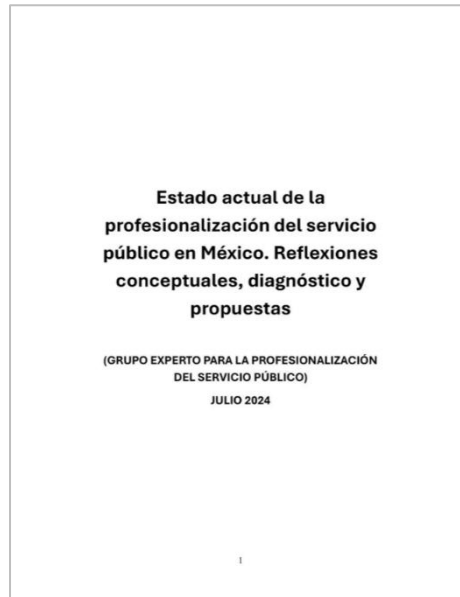 Estado actual de la
profesionalización del servicio
público en México. Reflexiones
conceptuales, diagnóstico y
propuestas
(GRUPO EXPERTO PARA LA PROFESIONALIZACIÓN
DEL SERVICIO PÚBLICO)
JULIO 2024
1